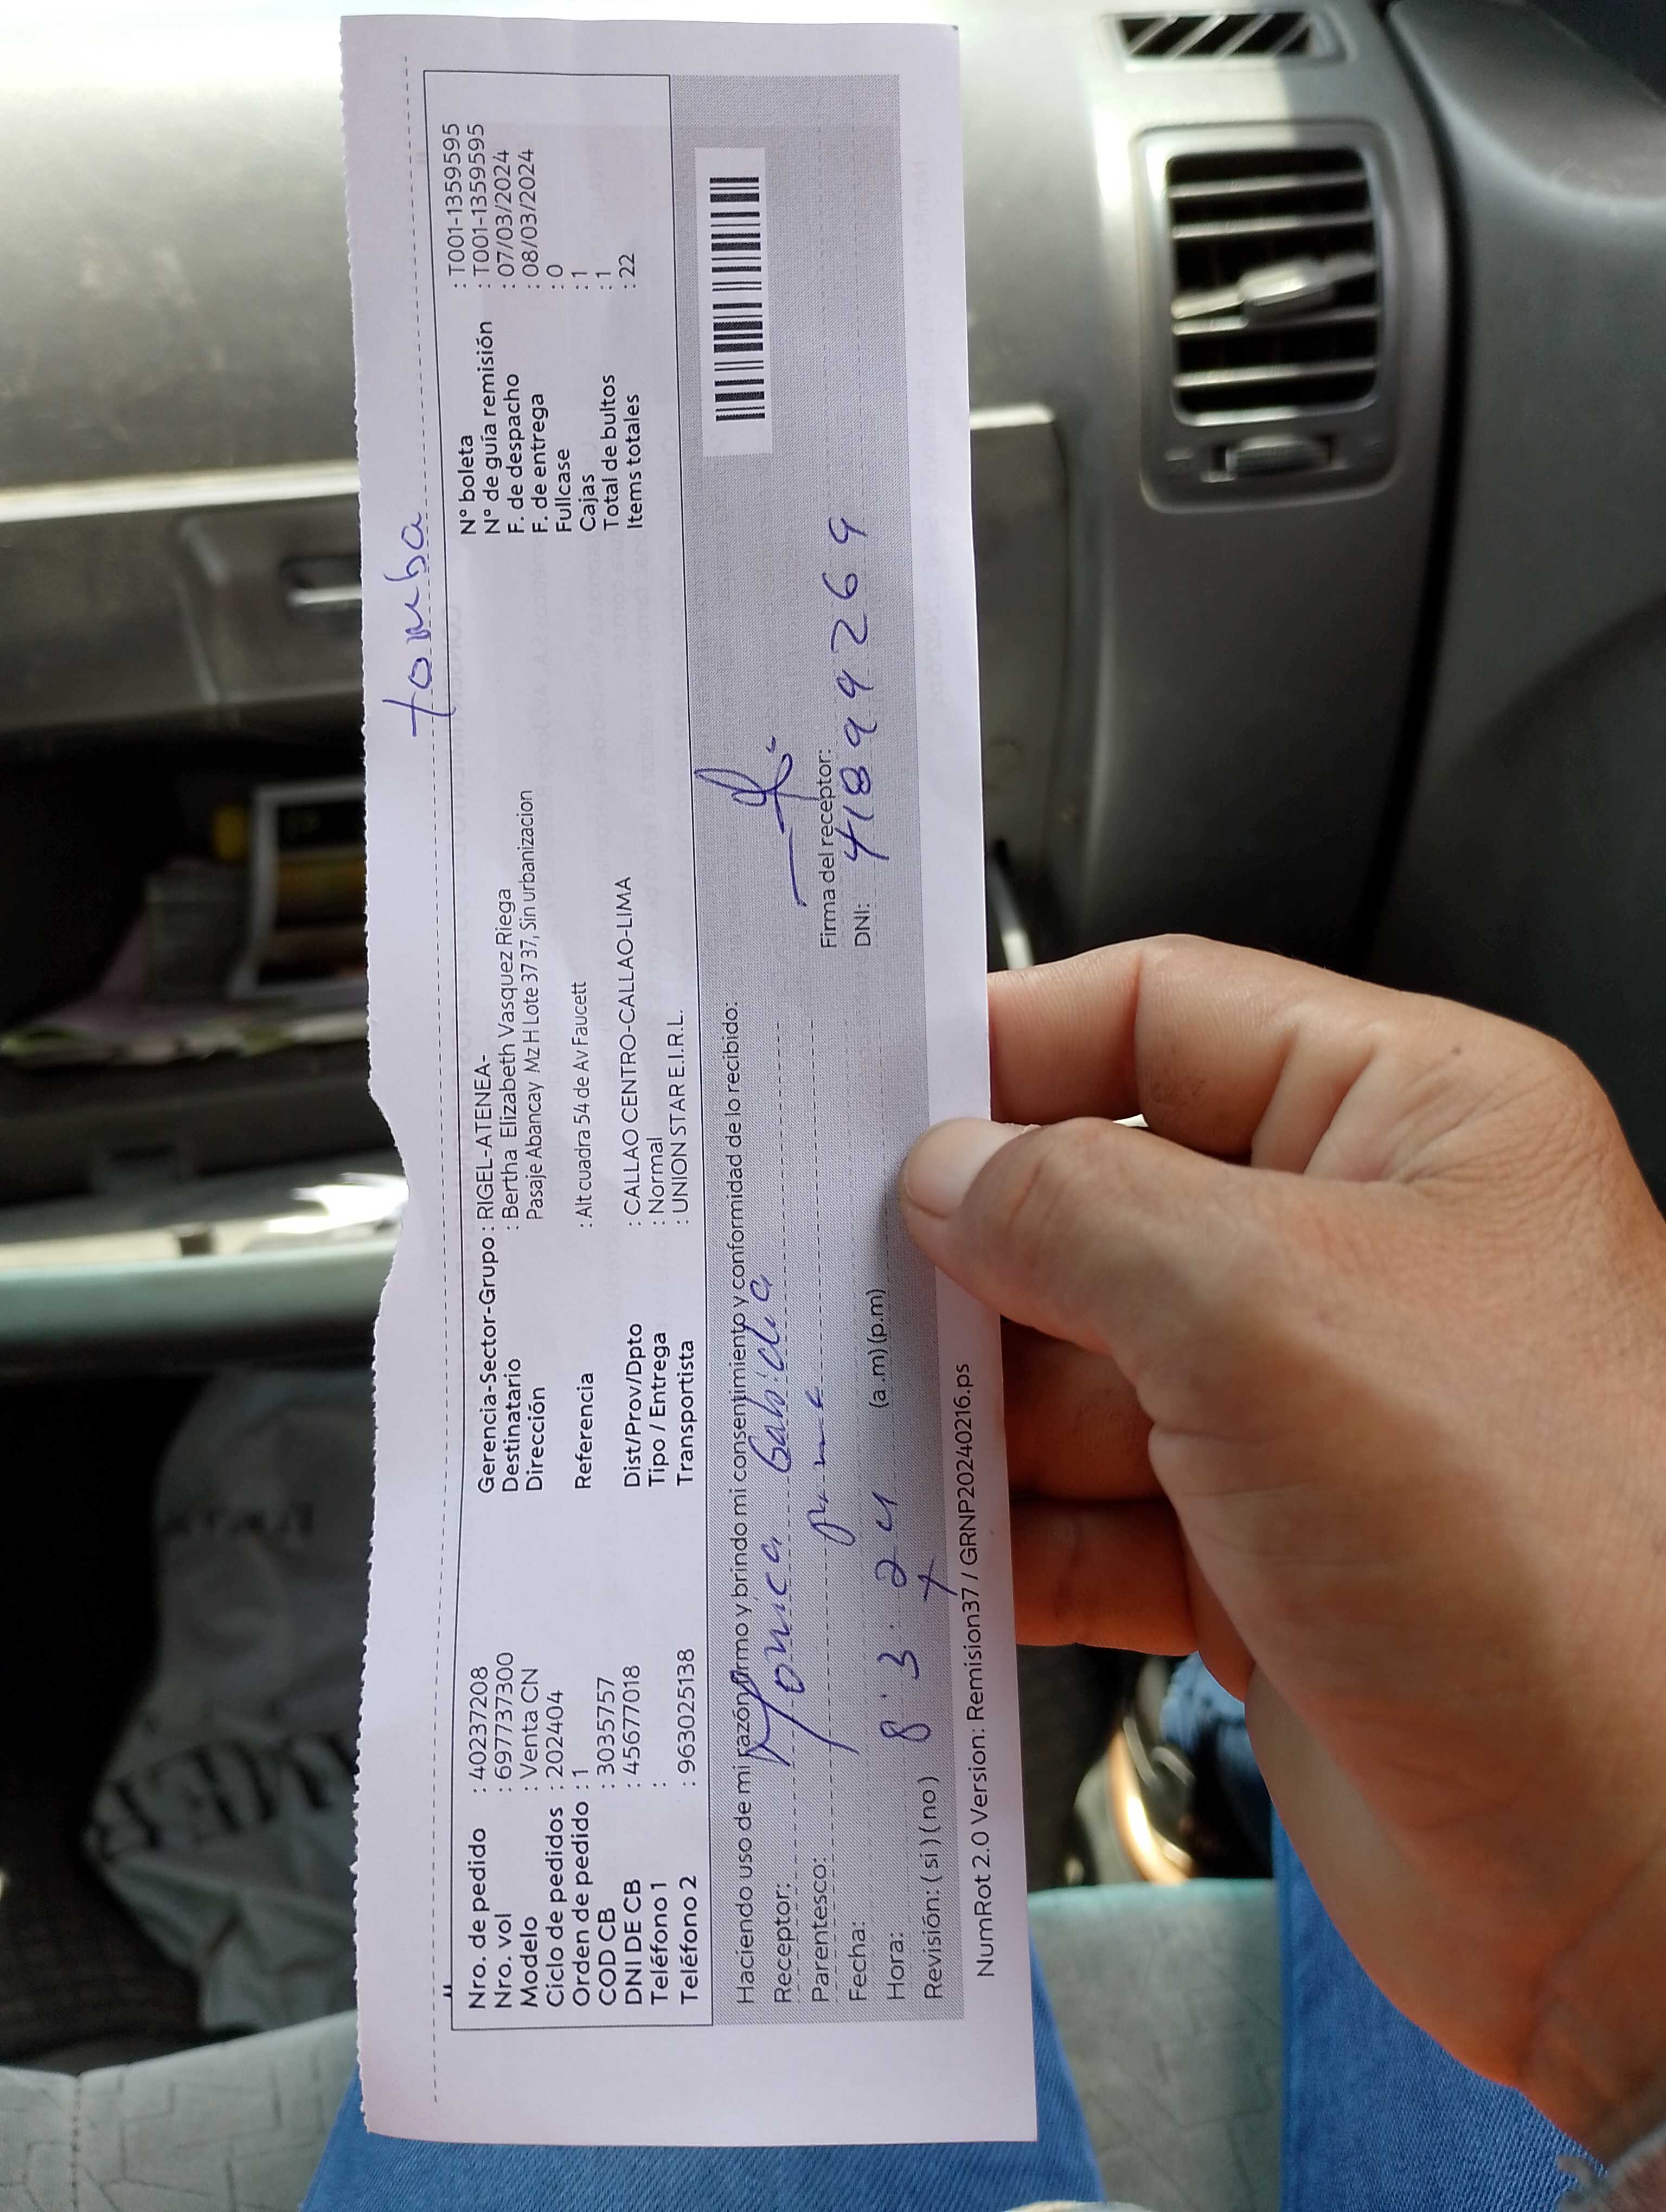 tomba
Nro. de pedido : 40237208
Nro. vol : 697737300
Modelo : Venta CN
Ciclo de pedidos : 202404
Orden de pedido : 1
COD CB : 3035757
DNI DE CB : 45677018
Teléfono 1 :
Teléfono 2 : 963025138
Gerencia-Sector-Grupo : RIGEL-ATENEA-
Destinatario : Bertha Elizabeth Vasquez Riega
Dirección Pasaje Abancay Mz H Lote 37 37, Sin urbanizacion
Referencia : Alt cuadra 54 de Av Faucett
Dist/Prov/Dpto : CALLAO CENTRO-CALLAO-LIMA
Tipo / Entrega : Normal
Transportista : UNION STAR E.I.R.L.
N° boleta : T001-1359595
N° de guía remisión : T001-1359595
F. de despacho : 07/03/2024
F. de entrega : 08/03/2024
Fullcase : 0
Cajas : 1
Total de bultos : 1
Items totales : 22
Haciendo uso de mi razón firmo y brindo mi consentimiento y conformidad de lo recibido:
Receptor:
Parentesco:
Fecha: 8 3 24
Hora: (a .m) (p.m)
Revisión: ( si ) ( no )
Firma del receptor:
DNI: 41899269
NumRot 2.0 Version: Remision37 / GRNP20240216.ps